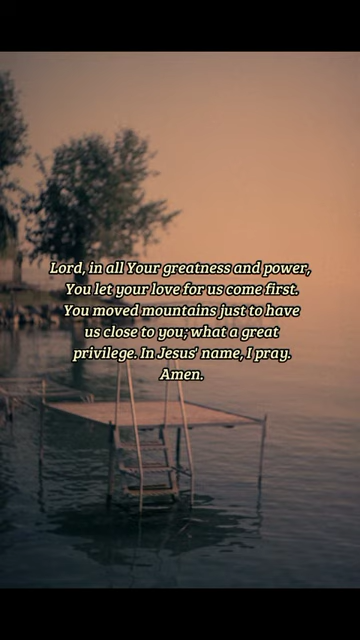 Lord, in all Your greatness and power,
You let your love for us come first.
You moved mountains just to have
us close to you; what a great
privilege. In Jesus' name, I pray.
Amen.